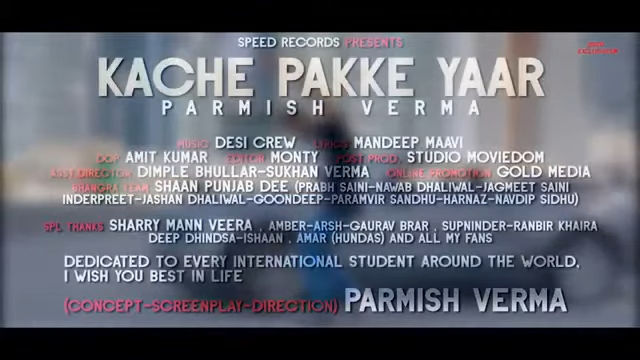 SPEED RECORDS PRESENTS
KACHE PAKKE YAAR
PARMISH VERMA
MUSIC DESI CREW LYRICS MANDEEP MAAVI
DOP AMIT KUMAR EDITOR MONTY POST PROD. STUDIO MOVIEDOM
ASST.DIRECTOR DIMPLE BHULLAR-SUKHAN VERMA ONLINE PROMOTION GOLD MEDIA
BHANGRA TEAM SHAAN PUNJAB DEE (PRABH SAINI-NAWAB DHALIWAL-JAGMEET SAINI
INDERPREET-JASHAN DHALIWAL-GOONDEEP-PARAMVIR SANDHU-HARNAZ-NAVDIP SIDHU)
SPL THANKS SHARRY MANN VEERA , AMBER-ARSH-GAURAV BRAR , SUPNINDER-RANBIR KHAIRA
DEEP DHINDSA-ISHAAN , AMAR (HUNDAS) AND ALL MY FANS
DEDICATED TO EVERY INTERNATIONAL STUDENT AROUND THE WORLD,
I WISH YOU BEST IN LIFE
(CONCEPT-SCREENPLAY-DIRECTION) PARMISH VERMA